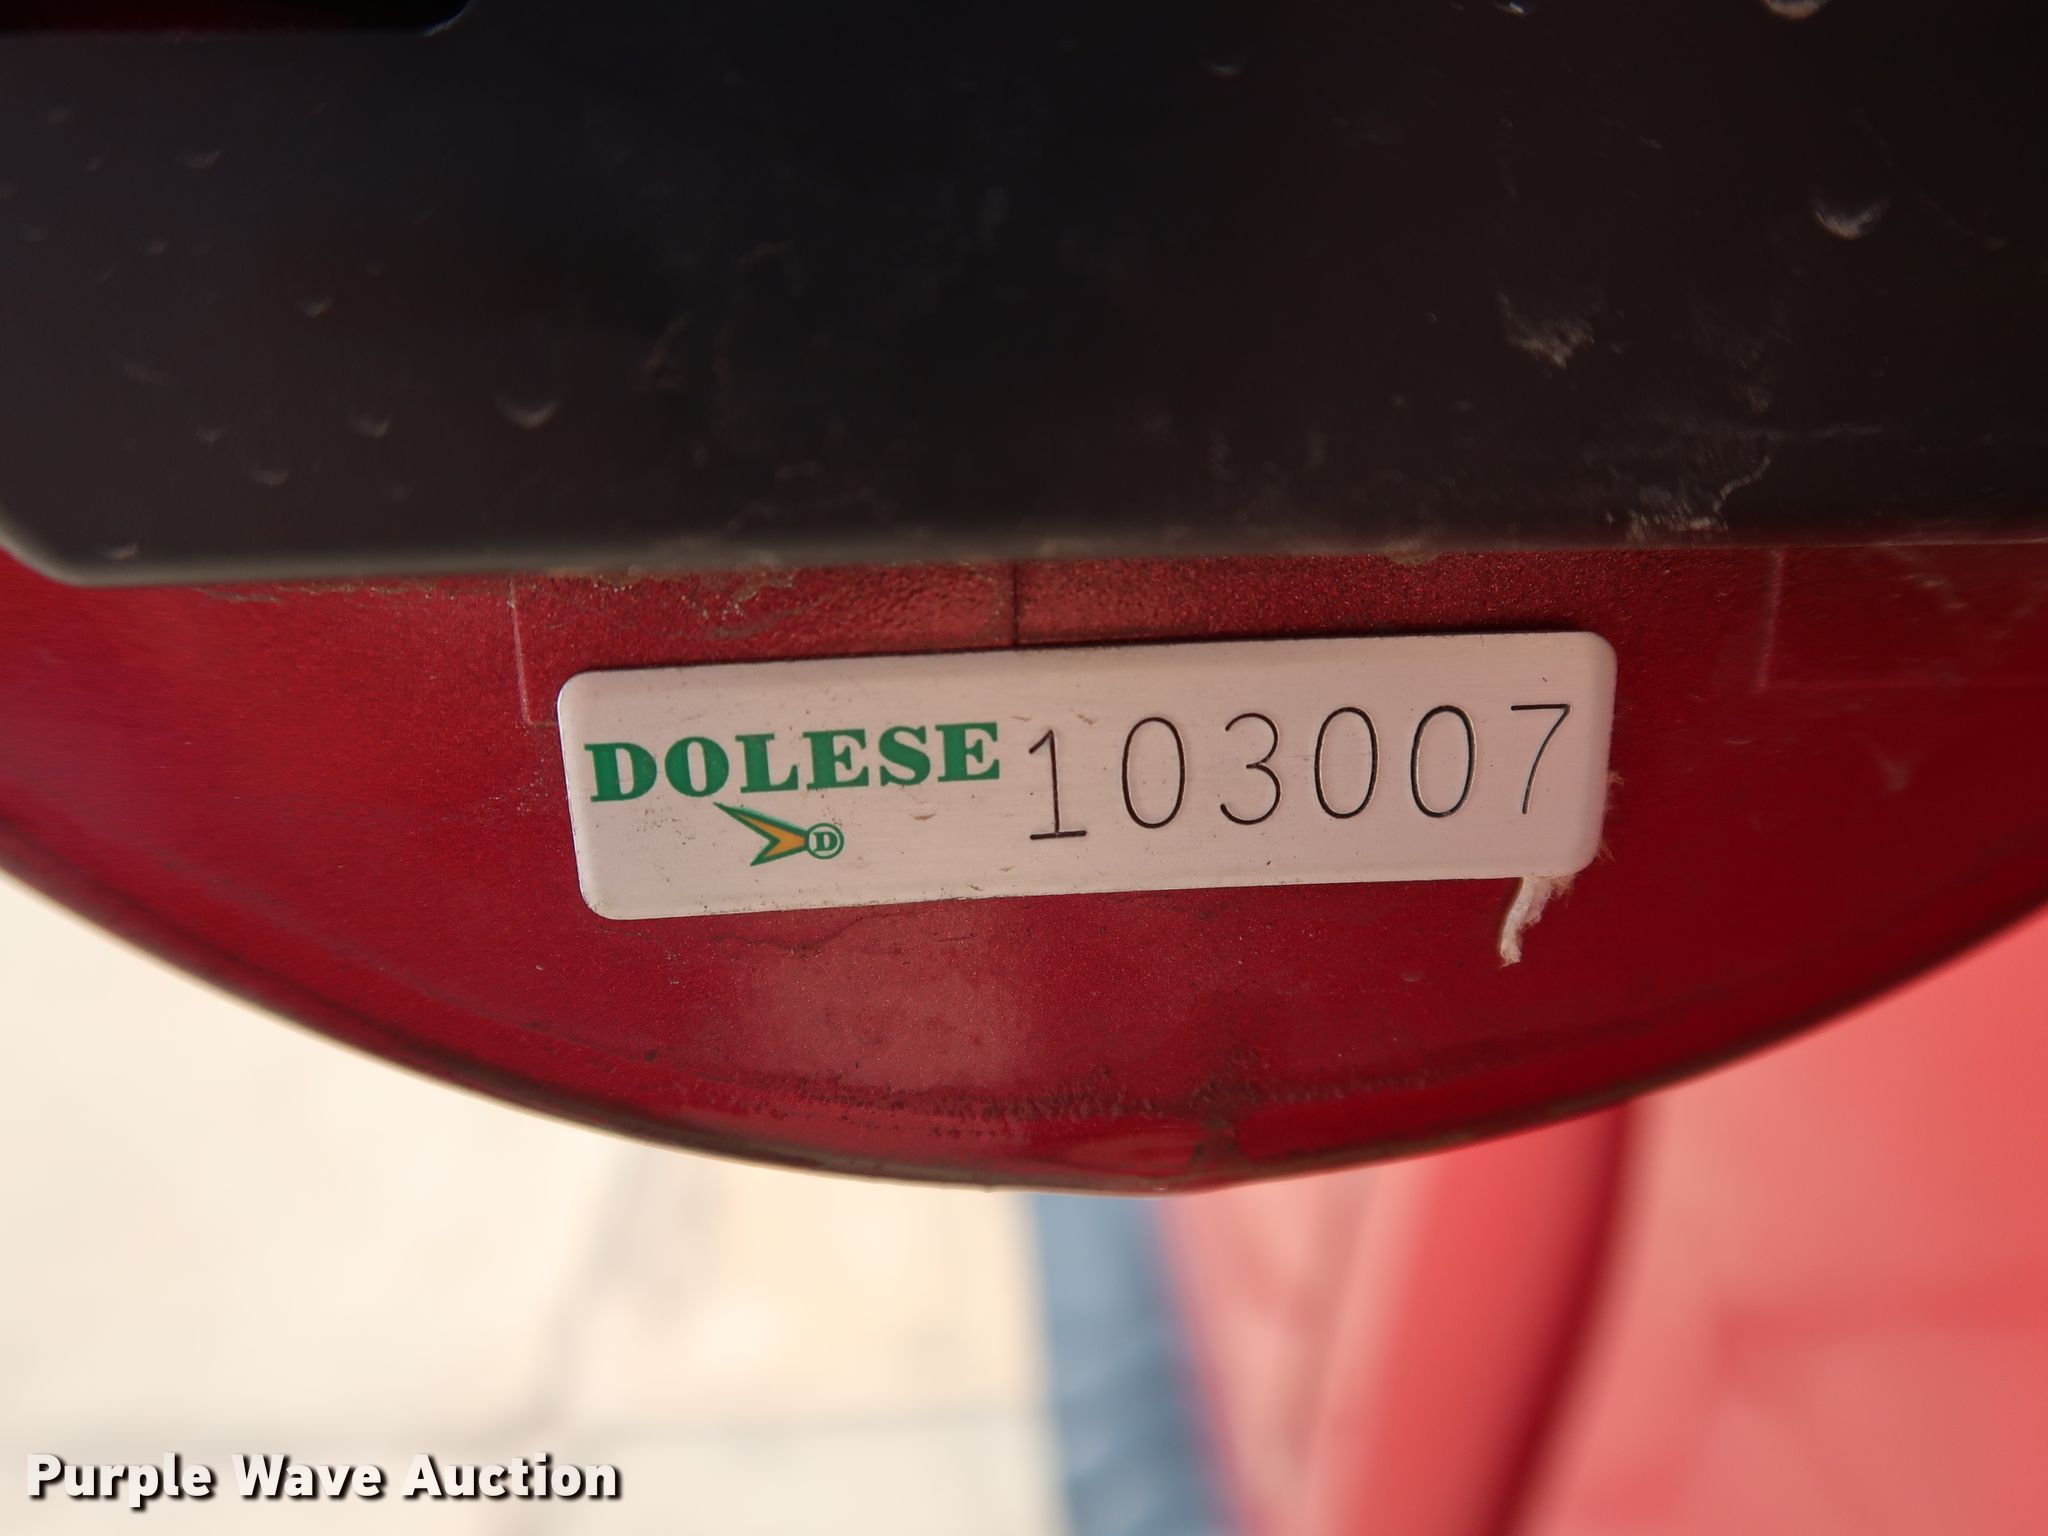 DOLESE 103007
D
Purple Wave Auction